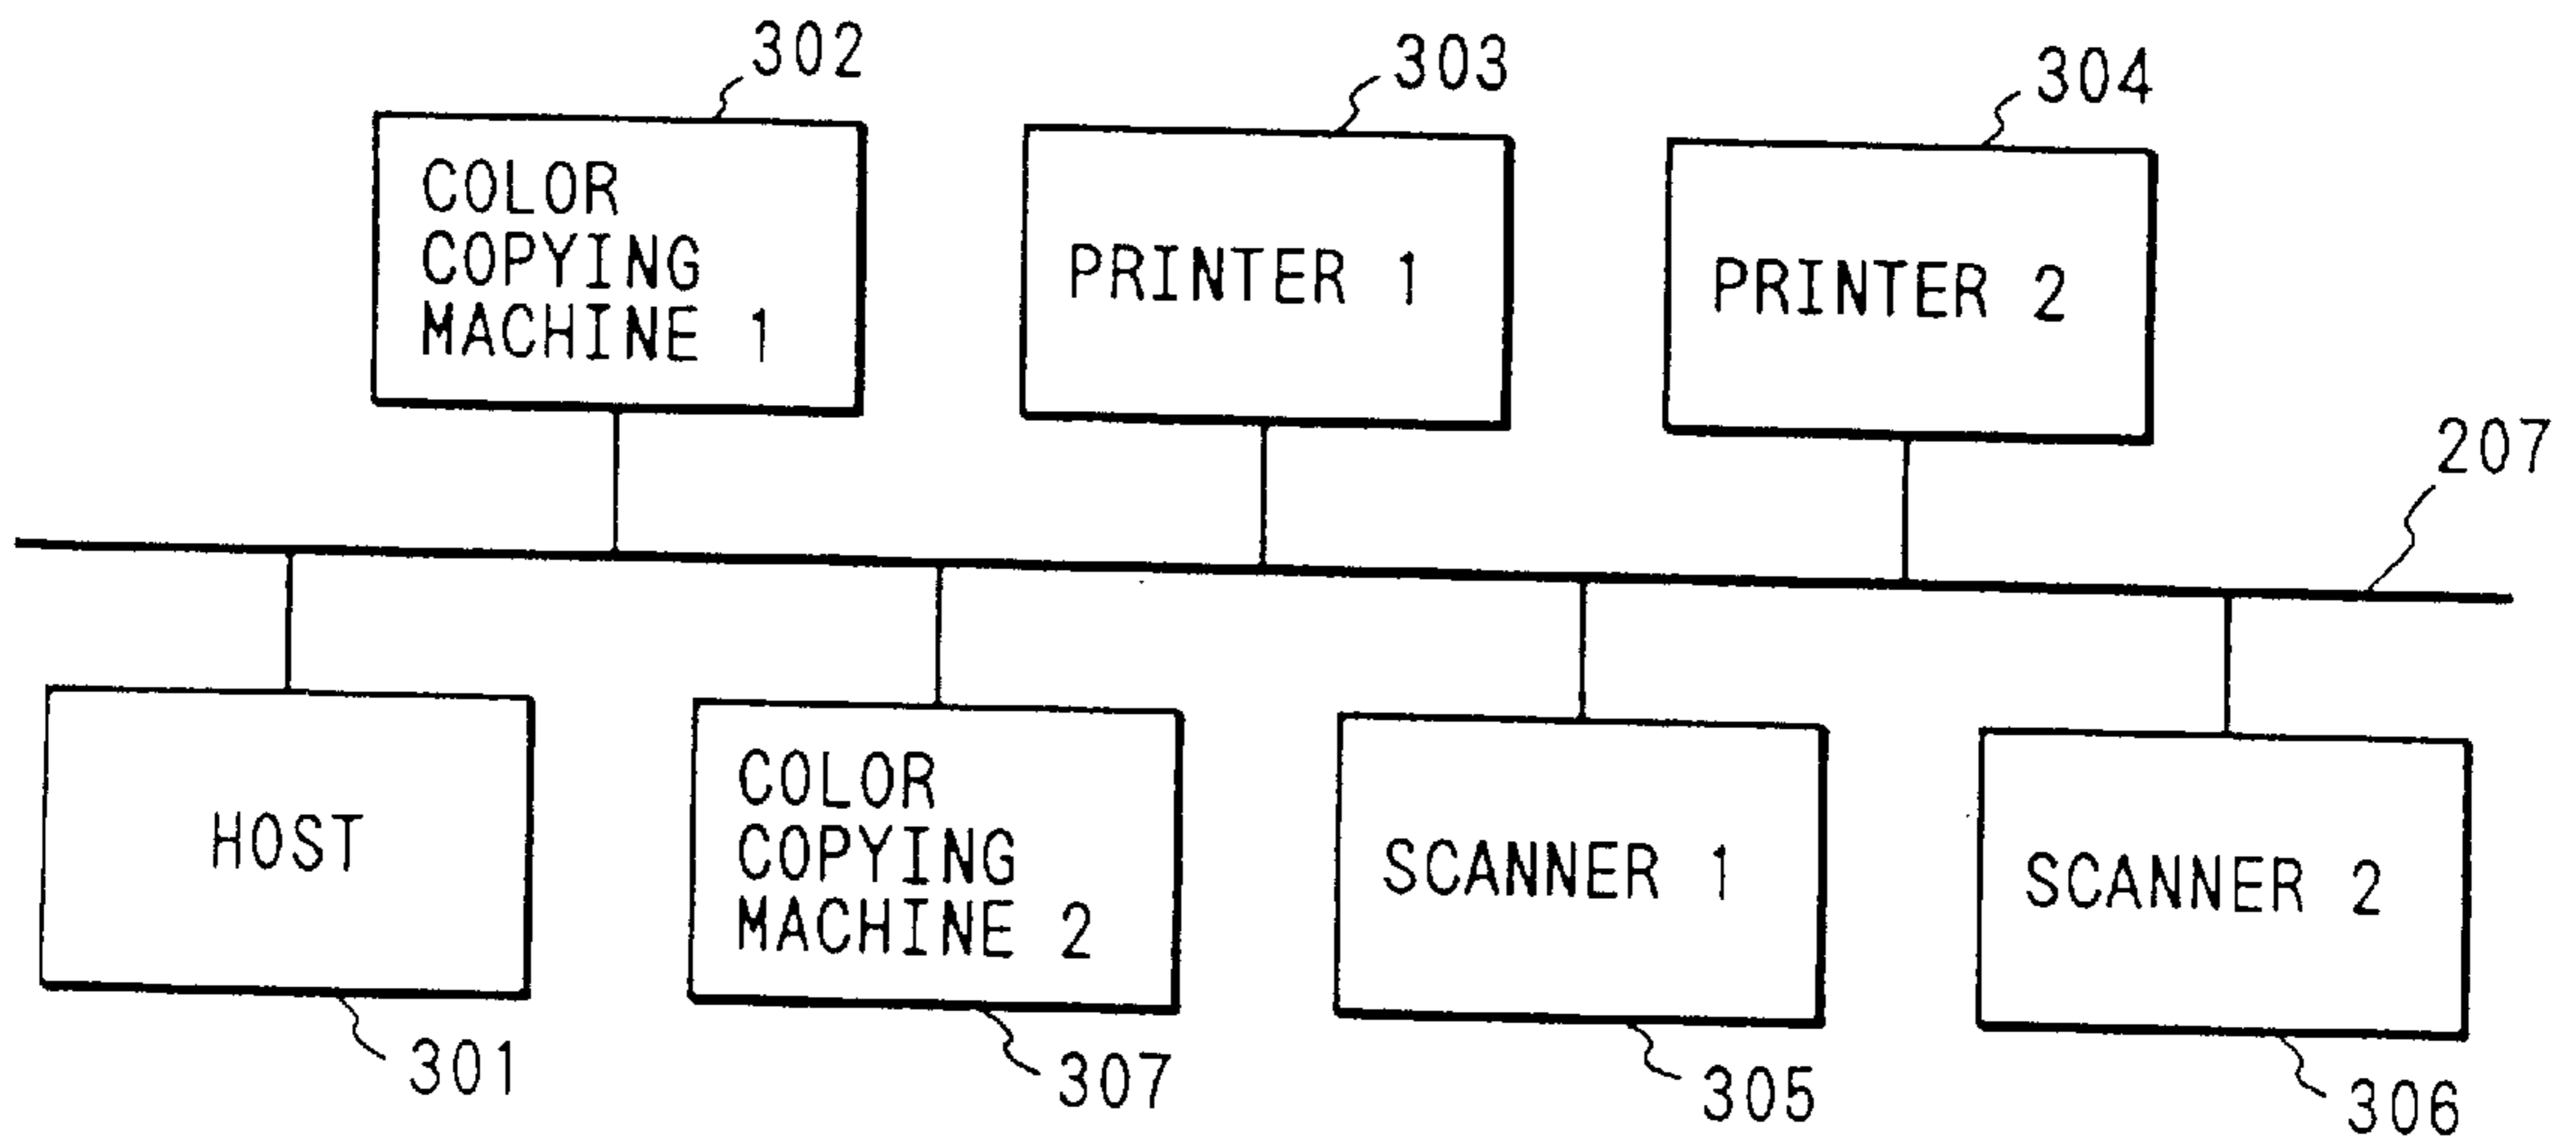 302
303
304
COLOR
COPYING
MACHINE 1
PRINTER 1
PRINTER 2
207
HOST
COLOR
COPYING
MACHINE 2
SCANNER 1
SCANNER 2
301
307
305
306